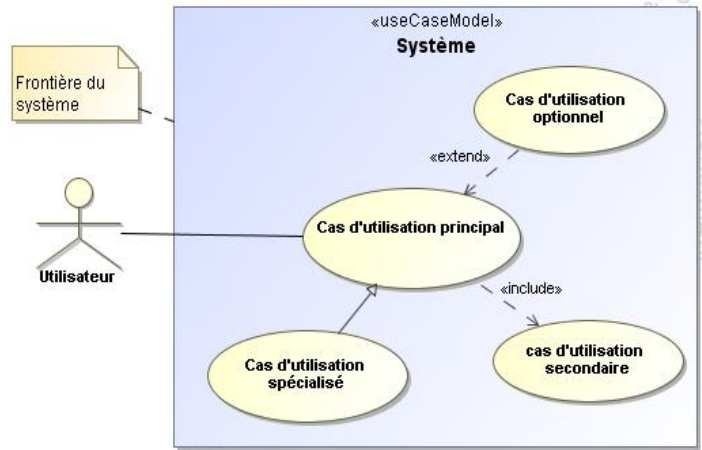 «useCaseModel»
Système
Frontière du
système
Cas d'utilisation
optionnel
«extend»
Cas d'utilisation principal
Utilisateur
«include»
Cas d'utilisation
spécialisé
cas d'utilisation
secondaire